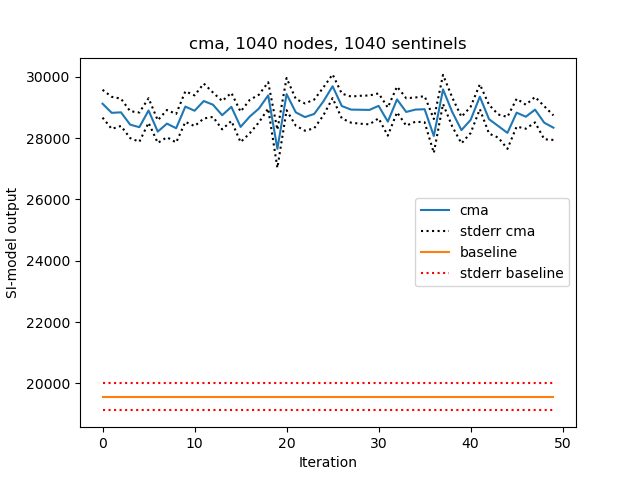 cma, 1040 nodes, 1040 sentinels
30000
28000
26000
24000
22000
20000
SI-model output
cma
stderr cma
baseline
stderr baseline
0 10 20 30 40 50
Iteration